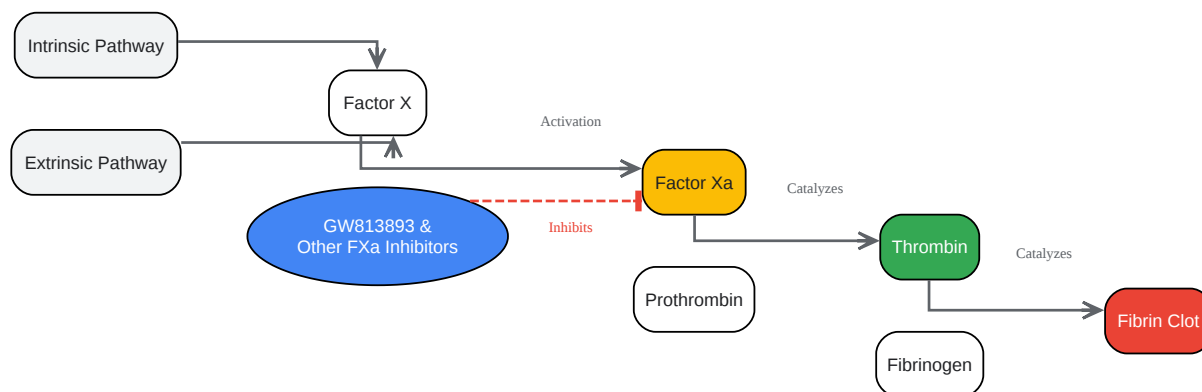 Intrinsic Pathway
Factor X
Extrinsic Pathway
Activation
Factor Xa
Catalyzes
GW813893 &
Other FXa Inhibitors
Inhibits
Thrombin
Catalyzes
Prothrombin
Fibrin Clot
Fibrinogen